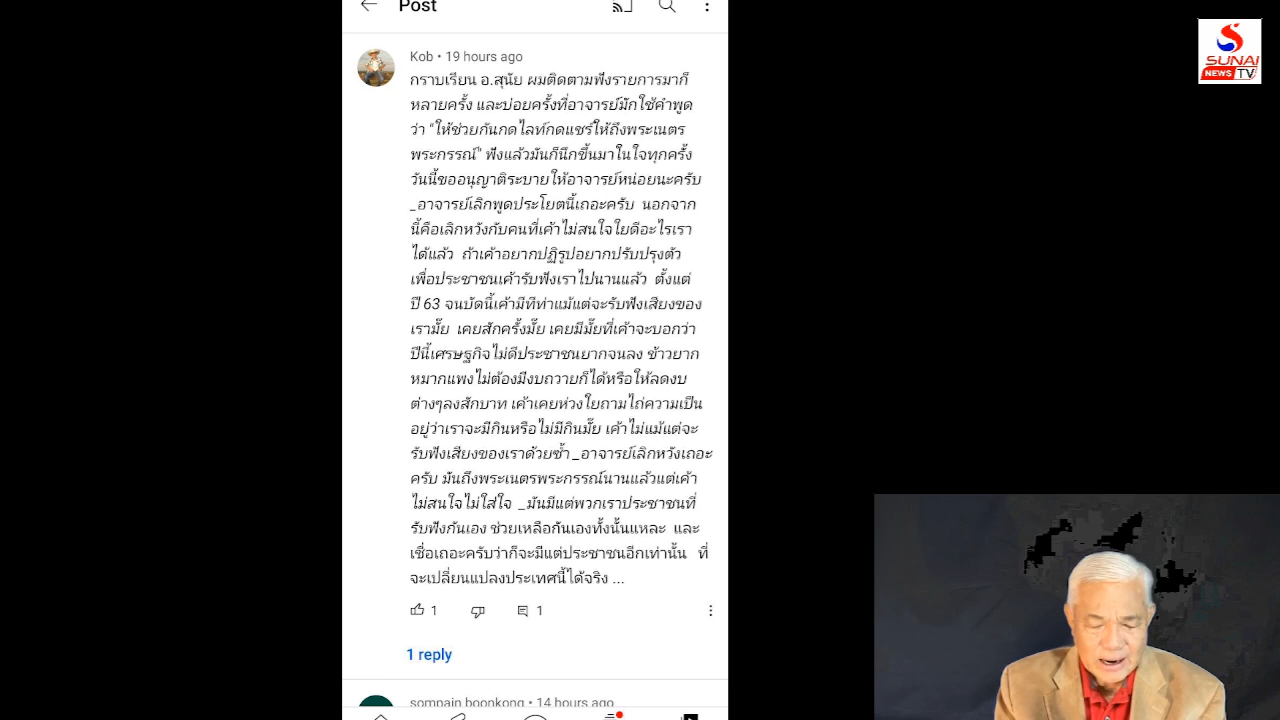 Post
Kob • 19 hours ago
กราบเรียน อ.สุนัย ผมติดตามฟังรายการมาก็
หลายครั้ง และบ่อยครั้งที่อาจารย์มักใช้คำพูด
ว่า "ให้ช่วยกันกดไลท์กดแชร์ให้ถึงพระเนตร
พระกรรณ์" ฟังแล้วมันก็นึกขึ้นมาในใจทุกครั้ง
วันนี้ขออนุญาติระบายให้อาจารย์หน่อยนะครับ
_อาจารย์เลิกพูดประโยตนี้เถอะครับ นอกจาก
นี้คือเลิกหวังกับคนที่เค้าไม่สนใจใยดีอะไรเรา
ได้แล้ว ถ้าเค้าอยากปฏิรูปอยากปรับปรุงตัว
เพื่อประชาชนเค้ารับฟังเราไปนานแล้ว ตั้งแต่
ปี 63 จนบัดนี้เค้ามีทีท่าแม้แต่จะรับฟังเสียงของ
เรามั๊ย เคยสักครั้งมั๊ย เคยมีมั๊ยที่เค้าจะบอกว่า
ปีนี้เศรษฐกิจไม่ดีประชาชนยากจนลง ข้าวยาก
หมากแพงไม่ต้องมีงบถวายก็ได้หรือให้ลดงบ
ต่างๆลงสักบาท เค้าเคยห่วงใยถามไถ่ความเป็น
อยู่ว่าเราจะมีกินหรือไม่มีกินมั๊ย เค้าไม่แม้แต่จะ
รับฟังเสียงของเราด้วยซ้ำ _อาจารย์เลิกหวังเถอะ
ครับ มันถึงพระเนตรพระกรรณ์นานแล้วแต่เค้า
ไม่สนใจไม่ใส่ใจ _มันมีแต่พวกเราประชาชนที่
รับฟังกันเอง ช่วยเหลือกันเองทั้งนั้นแหละ และ
เชื่อเถอะครับว่าก็จะมีแต่ประชาชนอีกเท่านั้น ที่
จะเปลี่ยนแปลงประเทศนี้ได้จริง ...
1
1
1 reply
sompain boonkong • 14 hours ago
SUNAI
NEWS TV